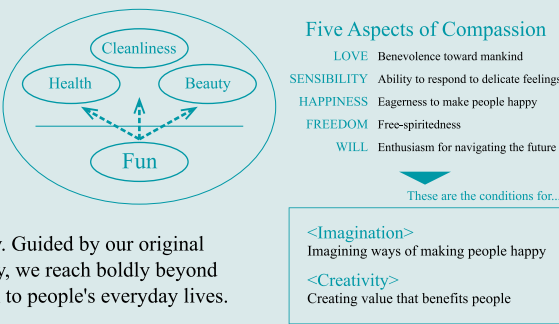 Cleanliness
Health
Beauty
Fun
y. Guided by our original
y, we reach boldly beyond
to people's everyday lives.
Five Aspects of Compassion
LOVE Benevolence toward mankind
SENSIBILITY Ability to respond to delicate feelings
HAPPINESS Eagerness to make people happy
FREEDOM Free-spiritedness
WILL Enthusiasm for navigating the future
These are the conditions for...
<Imagination>
Imagining ways of making people happy
<Creativity>
Creating value that benefits people